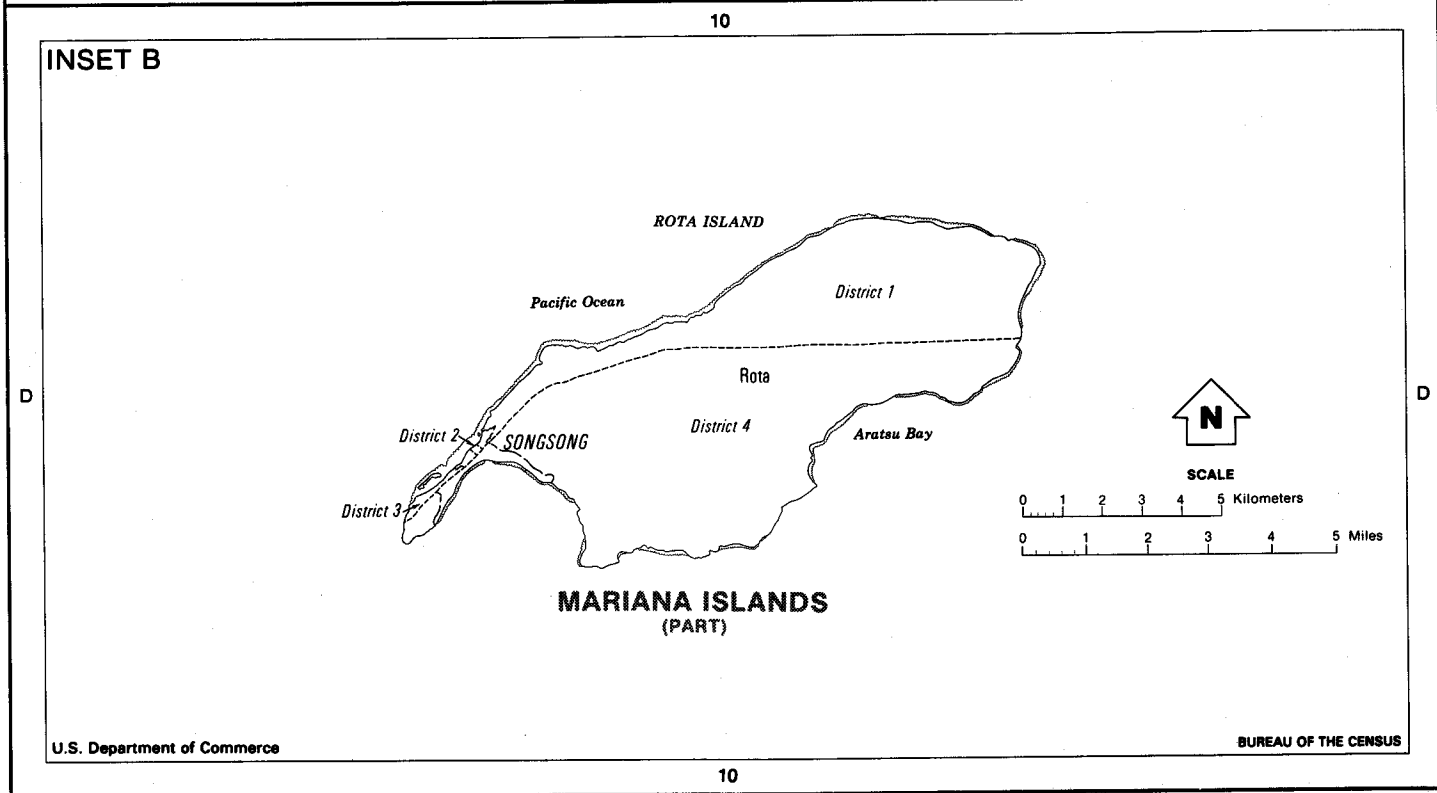 10
INSET B
ROTA ISLAND
District 1
Pacific Ocean
Rota
D
D
N
District 4
Aratsu Bay
District 2
SONGSONG
SCALE
0 1 2 3 4 5 Kilometers
District 3
0 1 2 3 4 5 Miles
MARIANA ISLANDS
(PART)
U.S. Department of Commerce
BUREAU OF THE CENSUS
10